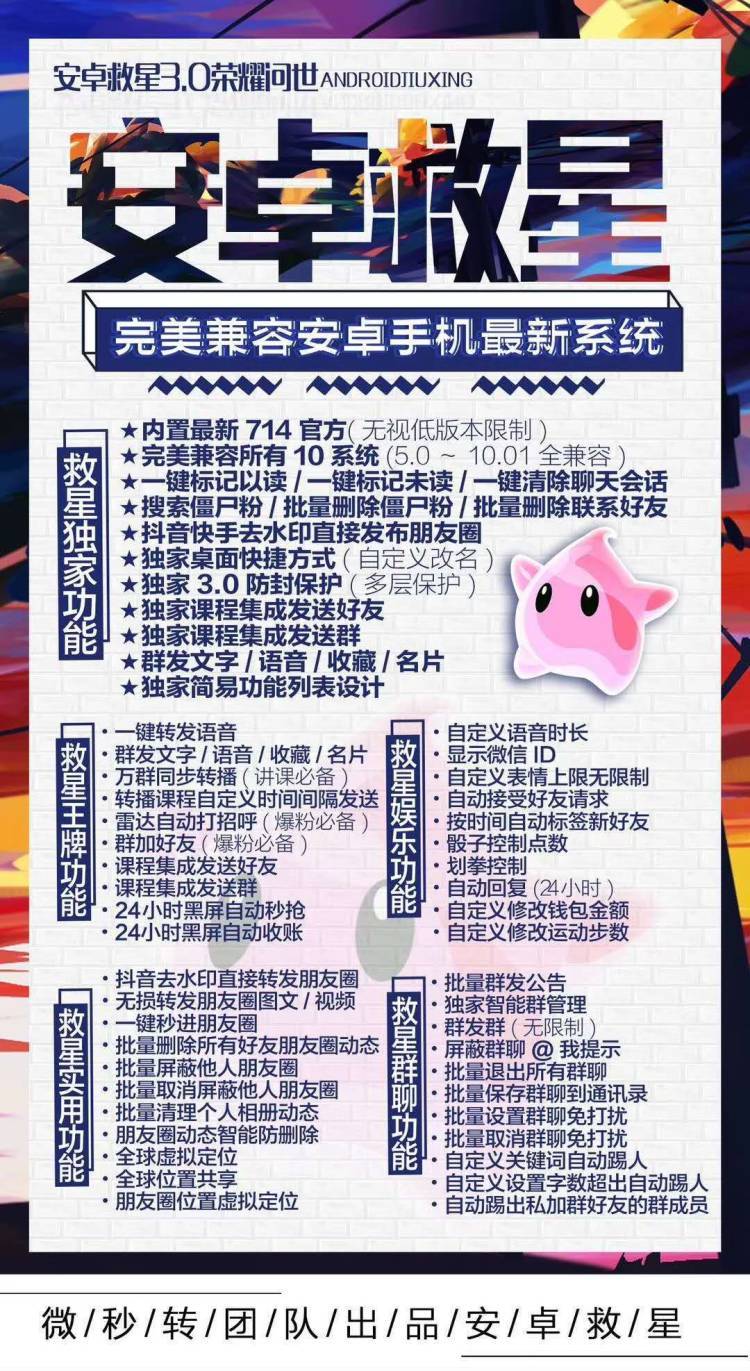 安卓救星3.0荣耀问世ANDROIDJIUXING
安卓救星
完美兼容安卓手机最新系统
救星独家功能
★内置最新 714 官方(无视低版本限制)
★完美兼容所有 10 系统(5.0 ~ 10.01 全兼容)
★一键标记以读 / 一键标记未读 / 一键清除聊天会话
★搜索僵尸粉 / 批量删除僵尸粉 / 批量删除联系好友
★抖音快手去水印直接发布朋友圈
★独家桌面快捷方式(自定义改名)
★独家 3.0 防封保护(多层保护)
★独家课程集成发送好友
★独家课程集成发送群
★群发文字 / 语音 / 收藏 / 名片
★独家简易功能列表设计
救星王牌功能
·一键转发语音
·群发文字 / 语音 / 收藏 / 名片
·万群同步转播(讲课必备)
·转播课程自定义时间间隔发送
·雷达自动打招呼(爆粉必备)
·群加好友(爆粉必备)
·课程集成发送好友
·课程集成发送群
·24小时黑屏自动秒抢
·24小时黑屏自动收账
救星娱乐功能
·自定义语音时长
·显示微信 ID
·自定义表情上限无限制
·自动接受好友请求
·按时间自动标签新好友
·骰子控制点数
·划拳控制
·自动回复(24小时)
·自定义修改钱包金额
·自定义修改运动步数
救星实用功能
·抖音去水印直接转发朋友圈
·无损转发朋友圈图文 / 视频
·一键秒进朋友圈
·批量删除所有好友朋友圈动态
·批量屏蔽他人朋友圈
·批量取消屏蔽他人朋友圈
·批量清理个人相册动态
·朋友圈动态智能防删除
·全球虚拟定位
·全球位置共享
·朋友圈位置虚拟定位
救星群聊功能
·批量群发公告
·独家智能群管理
·群发群(无限制)
·屏蔽群聊 @ 我提示
·批量退出所有群聊
·批量保存群聊到通讯录
·批量设置群聊免打扰
·批量取消群聊免打扰
·自定义关键词自动踢人
·自定义设置字数超出自动踢人
·自动踢出私加群好友的群成员
微/秒/转/团/队/出/品/安/卓/救/星